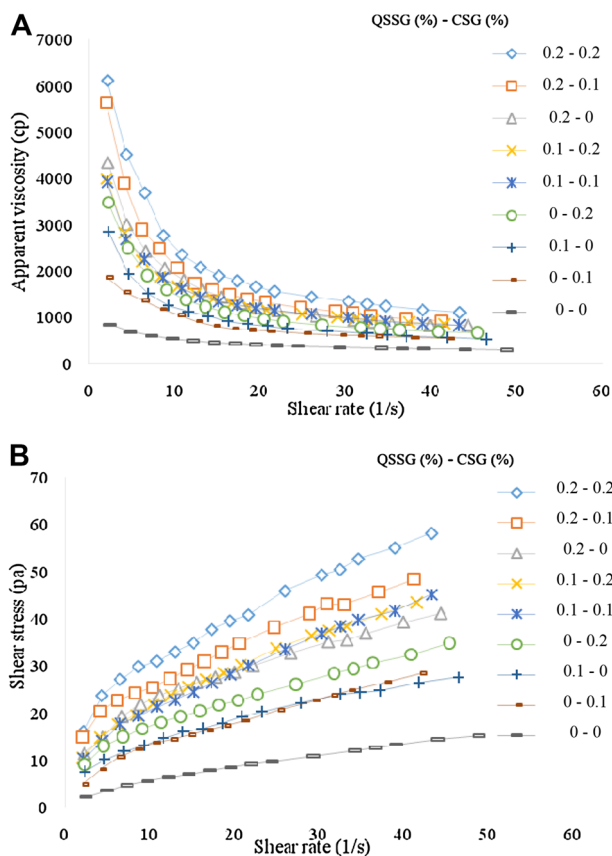 A
QSSG (%) - CSG (%)
7000
6000
5000
4000
3000
2000
1000
0
Apparent viscosity (cp)
0.2 - 0.2
0.2 - 0.1
0.2 - 0
0.1 - 0.2
0.1 - 0.1
0 - 0.2
0.1 - 0
0 - 0.1
0 - 0
0 10 20 30 40 50 60
Shear rate (1/s)
B
QSSG (%) - CSG (%)
70
60
50
40
30
20
10
0
Shear stress (pa)
0.2 - 0.2
0.2 - 0.1
0.2 - 0
0.1 - 0.2
0.1 - 0.1
0 - 0.2
0.1 - 0
0 - 0.1
0 - 0
0 10 20 30 40 50 60
Shear rate (1/s)